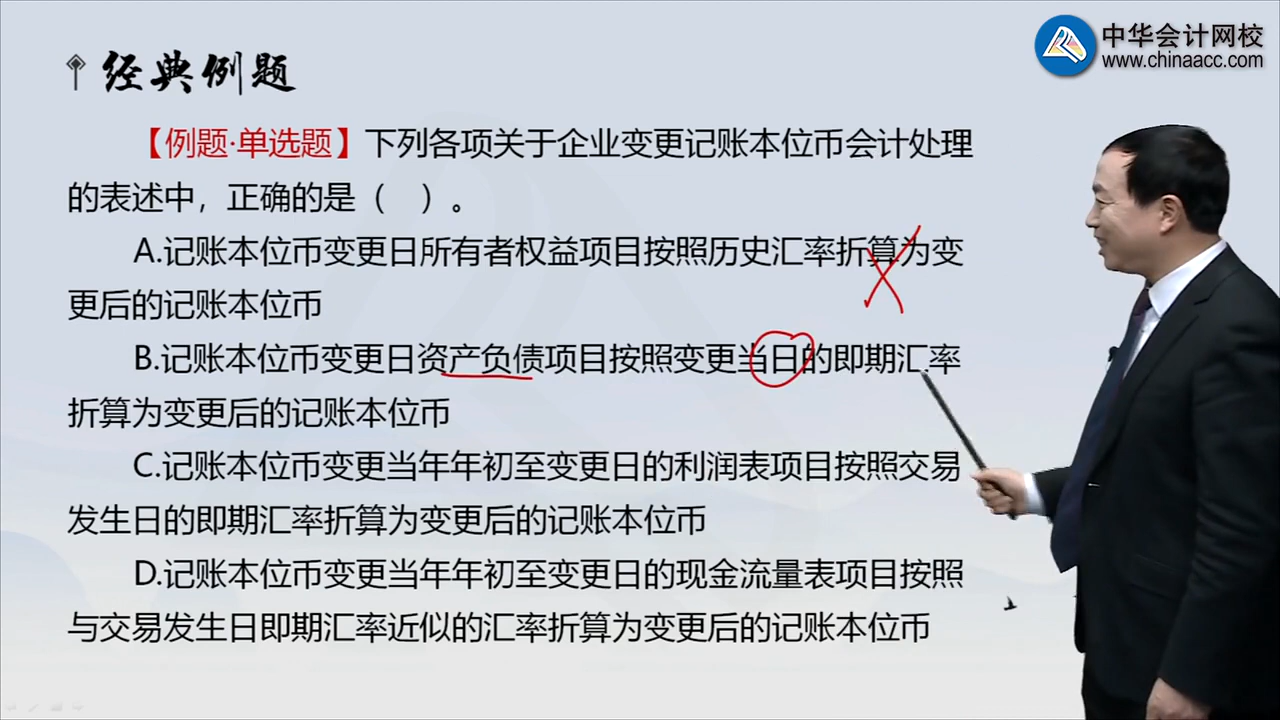 经典例题
中华会计网校
www.chinaacc.com
【例题·单选题】下列各项关于企业变更记账本位币会计处理
的表述中，正确的是（ ）。
A.记账本位币变更日所有者权益项目按照历史汇率折算为变
更后的记账本位币
B.记账本位币变更日资产负债项目按照变更当日的即期汇率
折算为变更后的记账本位币
C.记账本位币变更当年年初至变更日的利润表项目按照交易
发生日的即期汇率折算为变更后的记账本位币
D.记账本位币变更当年年初至变更日的现金流量表项目按照
与交易发生日即期汇率近似的汇率折算为变更后的记账本位币